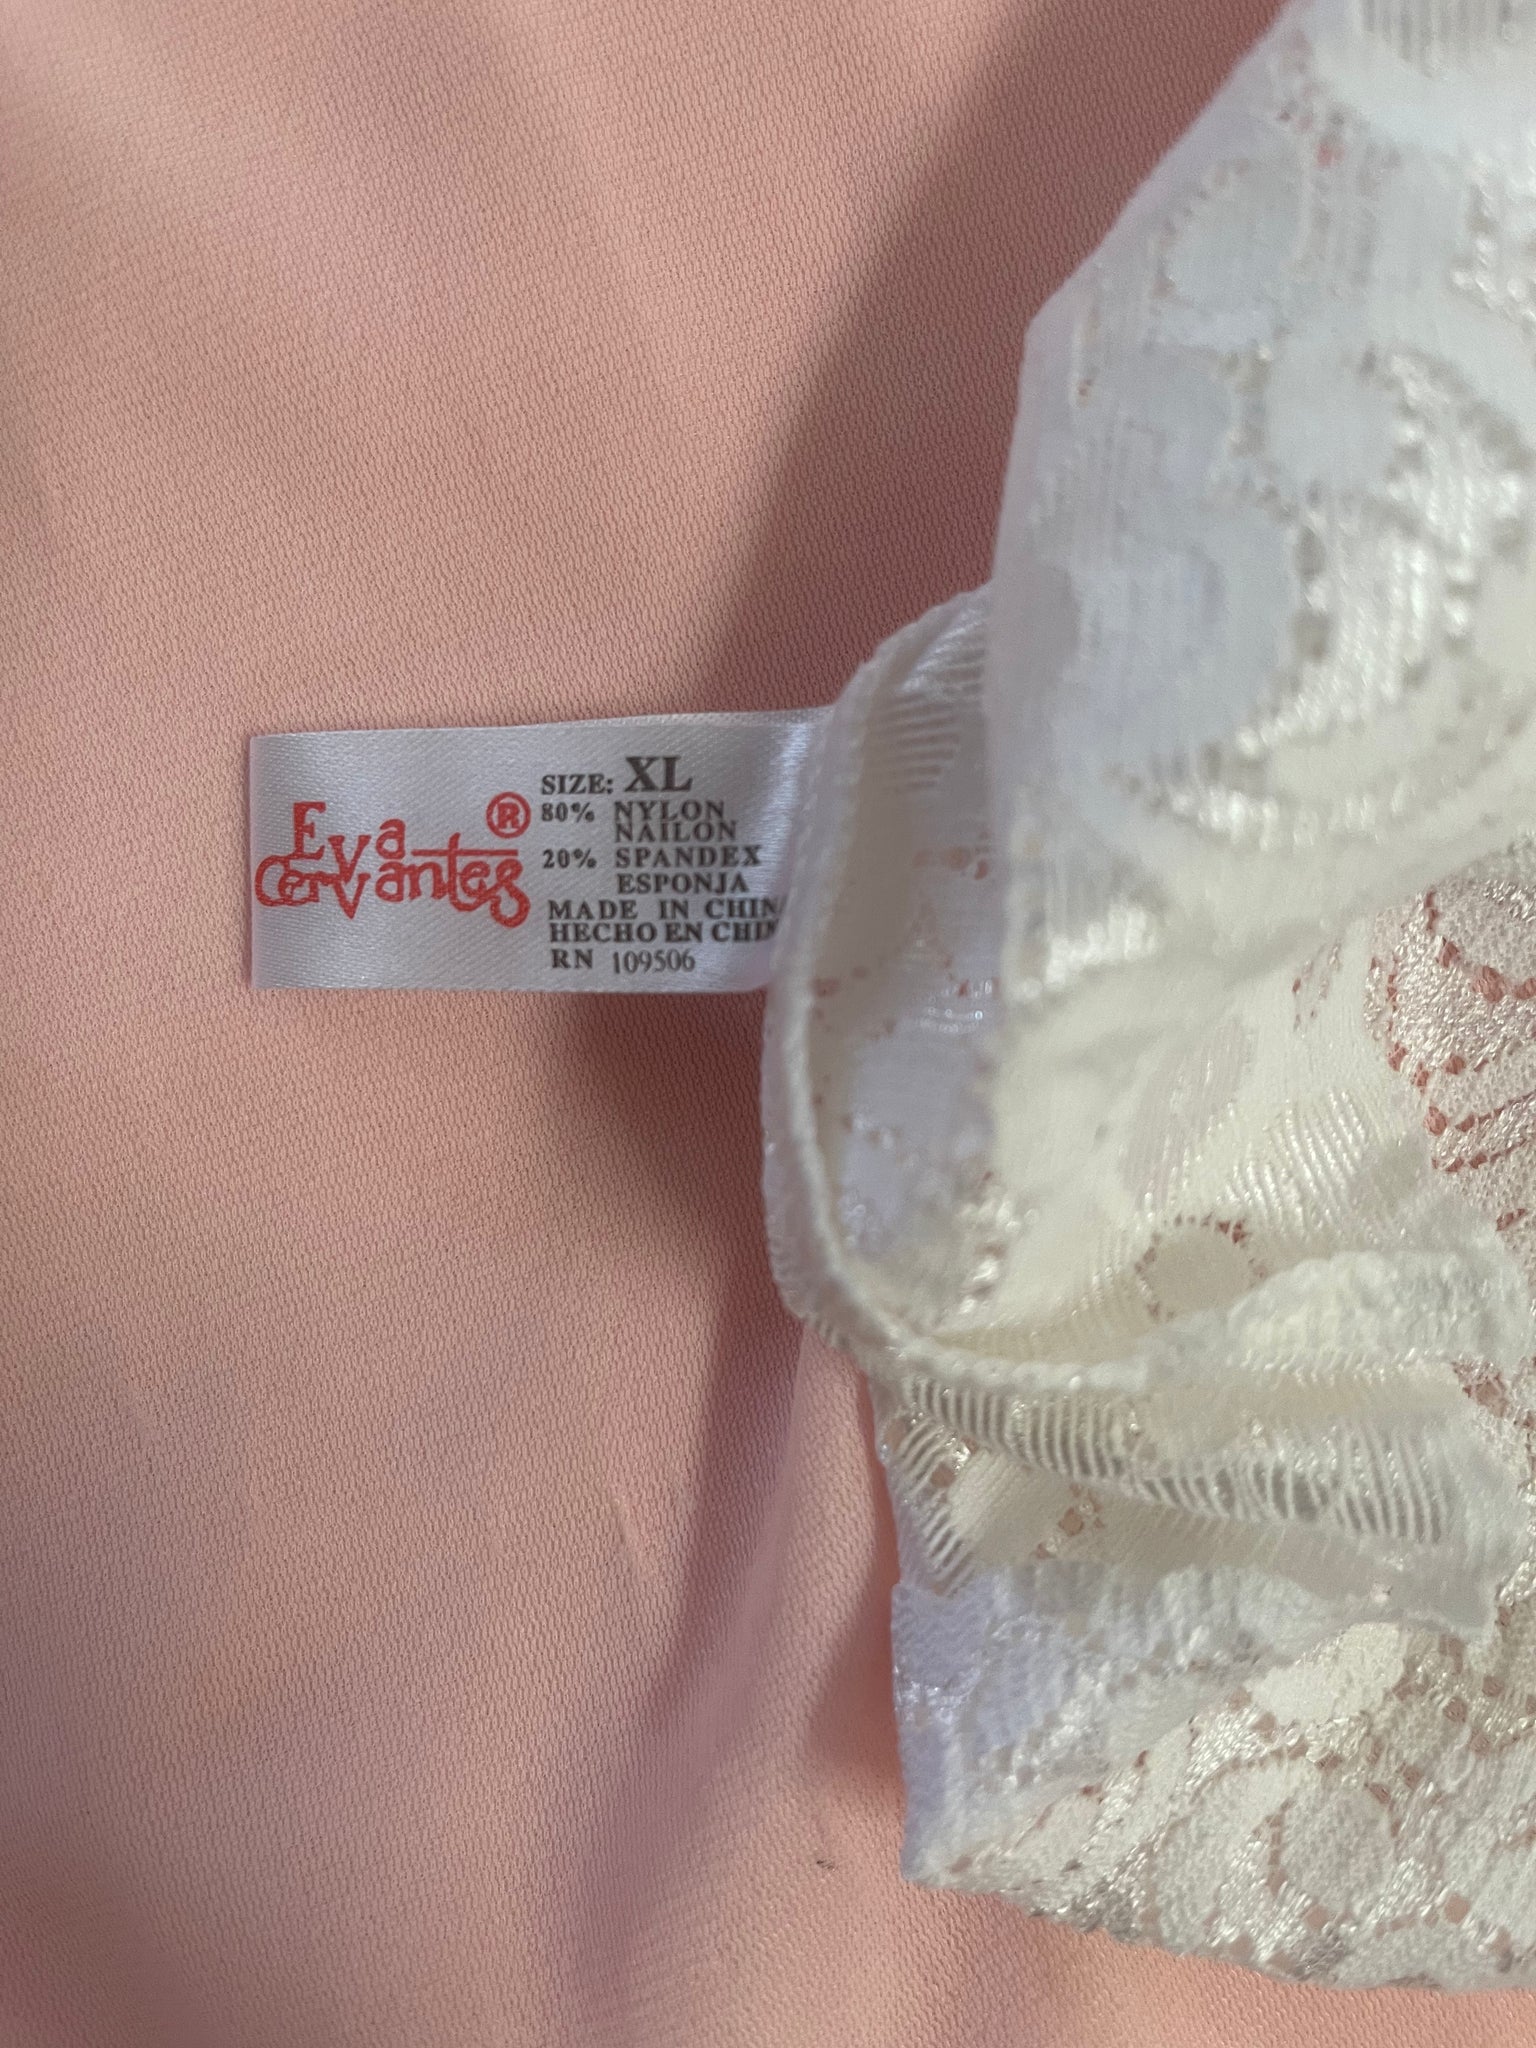 Eva
Cervantes®
SIZE: XL
80% NYLON
NAILON
20% SPANDEX
ESPONJA
MADE IN CHIN
HECHO EN CHIN
RN 109506